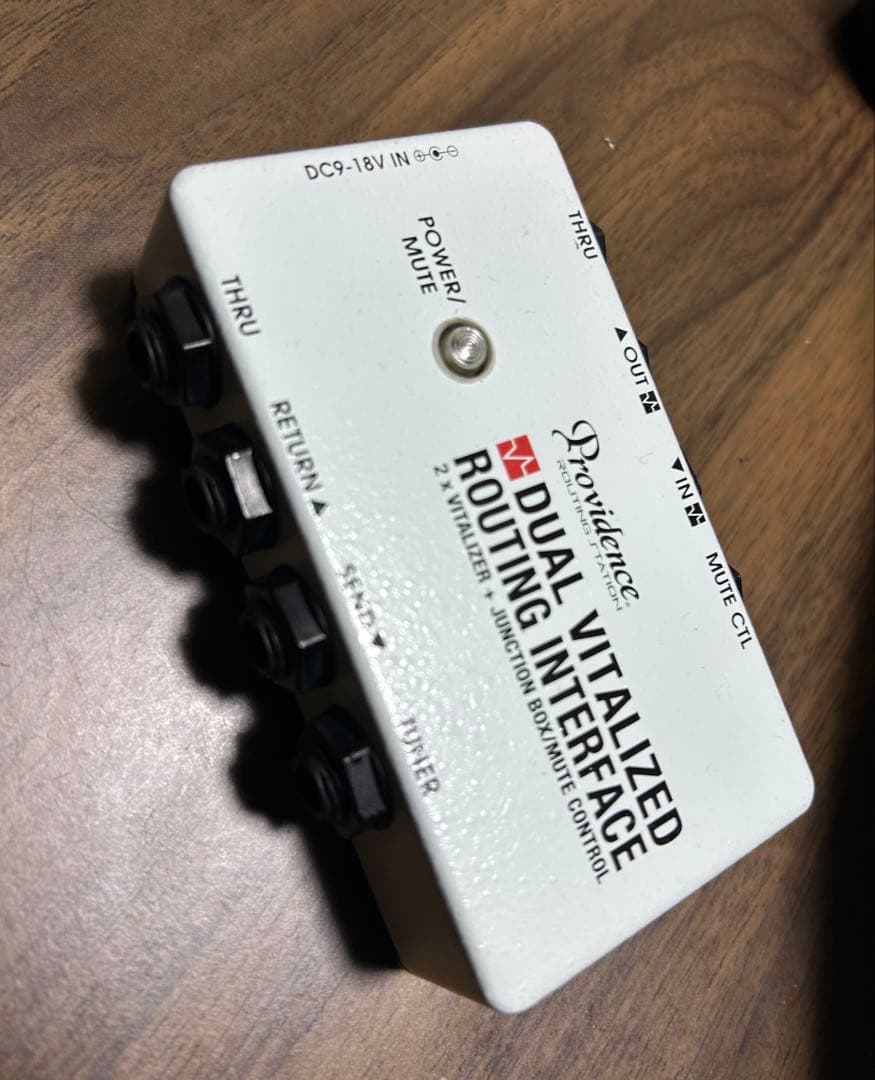 DC9-18V IN
POWER/
MUTE
THRU
RETURN▲
SEND▼
TUNER
THRU
▲OUT
▼IN
MUTE CTL
Providence®
ROUTING STATION
DUAL VITALIZED
ROUTING INTERFACE
2 x VITALIZER + JUNCTION BOX/MUTE CONTROL